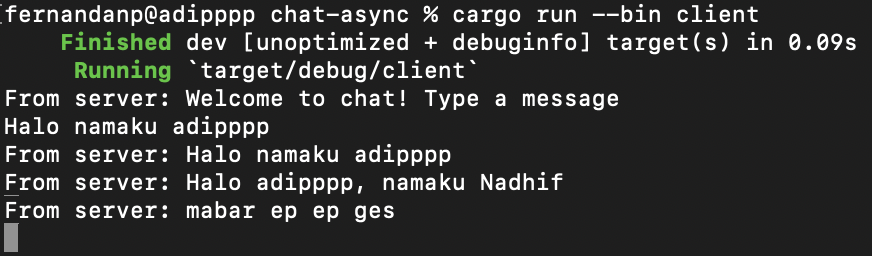 fernandanp@adipppp chat-async % cargo run --bin client
Finished dev [unoptimized + debuginfo] target(s) in 0.09s
Running `target/debug/client`
From server: Welcome to chat! Type a message
Halo namaku adipppp
From server: Halo namaku adipppp
From server: Halo adipppp, namaku Nadhif
From server: mabar ep ep ges